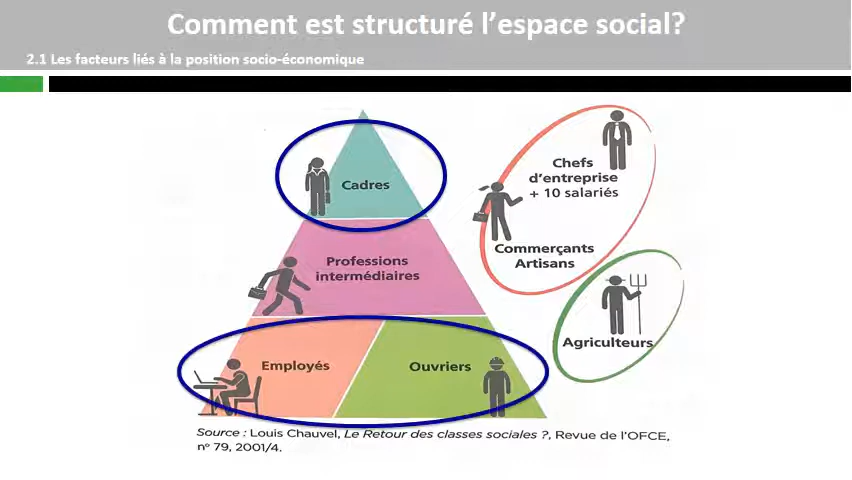 Comment est structuré l’espace social?
2.1 Les facteurs liés à la position socio-économique
Cadres
Professions
intermédiaires
Employés
Ouvriers
Chefs
d’entreprise
+ 10 salariés
Commerçants
Artisans
Agriculteurs
Source : Louis Chauvel, Le Retour des classes sociales ?, Revue de l’OFCE,
nº 79, 2001/4.